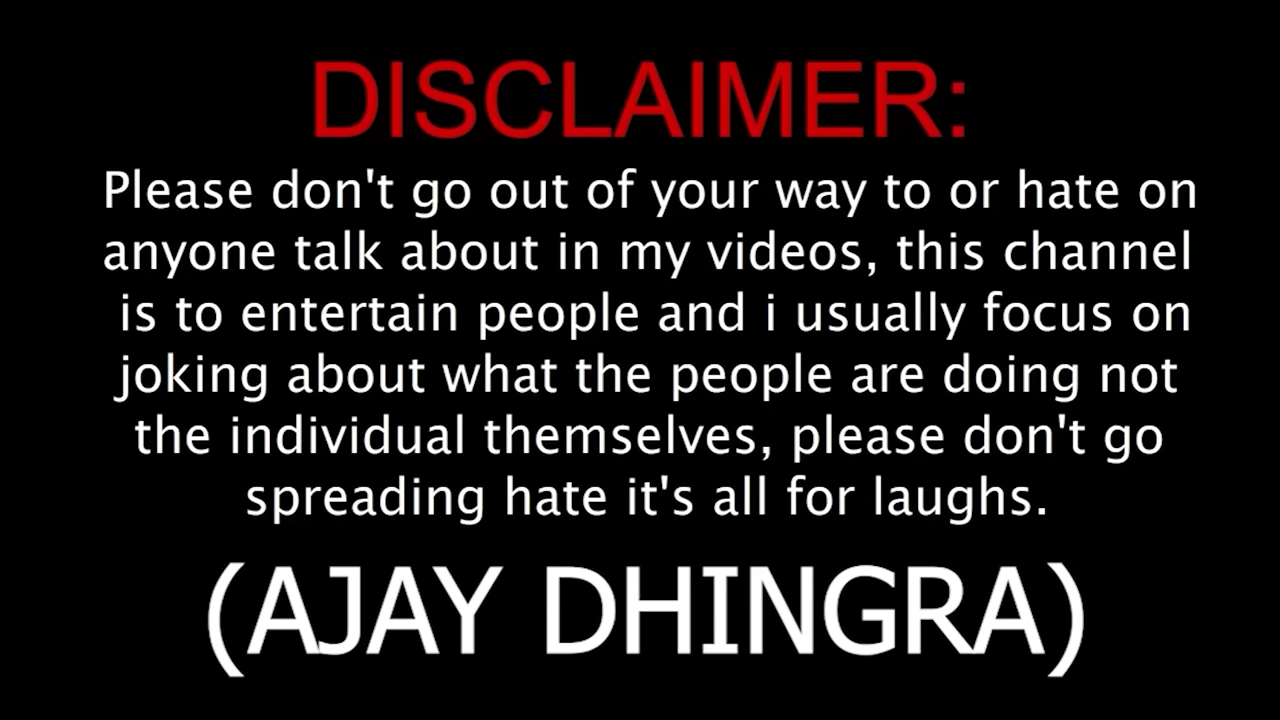 DISCLAIMER:
Please don't go out of your way to or hate on
anyone talk about in my videos, this channel
is to entertain people and i usually focus on
joking about what the people are doing not
the individual themselves, please don't go
spreading hate it's all for laughs.
(AJAY DHINGRA)